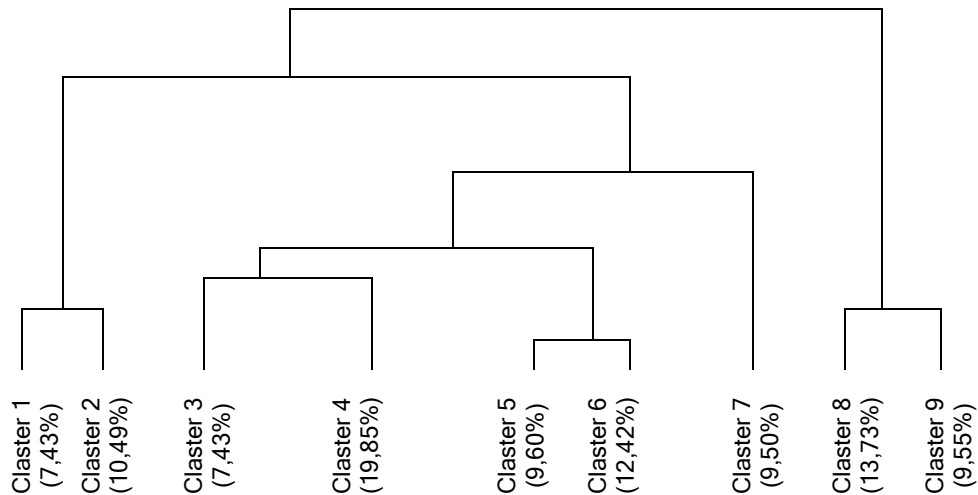 Claster 1
(7,43%)
Claster 2
(10,49%)
Claster 3
(7,43%)
Claster 4
(19,85%)
Claster 5
(9,60%)
Claster 6
(12,42%)
Claster 7
(9,50%)
Claster 8
(13,73%)
Claster 9
(9,55%)